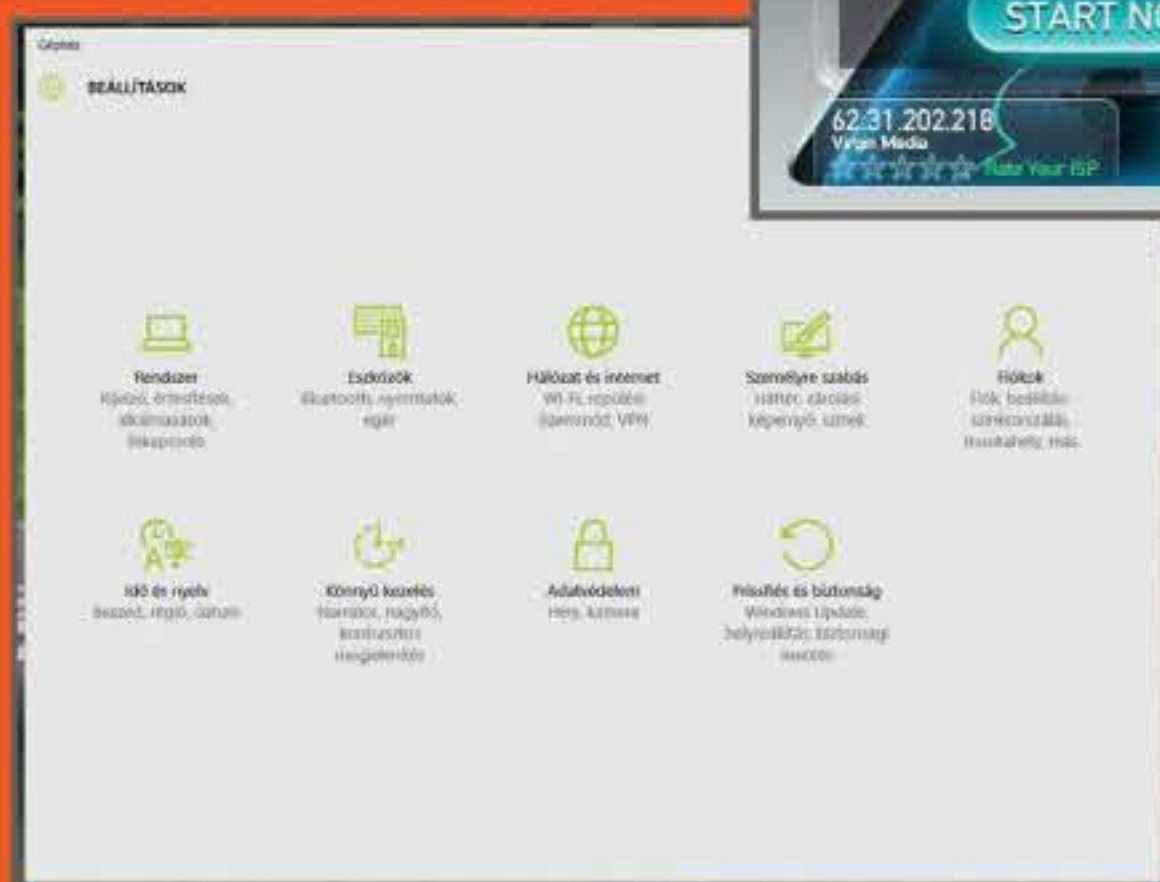 START NO
62.31.202.218
Virgin Media
Rate Your ISP
BEÁLLÍTÁSOK
Rendszer
Kijelző, értesítések,
alkalmazások,
Eszközök
Bluetooth, nyomtatók,
egér
Hálózat és internet
Wi-Fi, repülési
üzemmód, VPN
Személyre szabás
Háttér, zárolási
képernyő, színek
Fiókok
Fiók, beállítás-
szinkronizálás,
munkahely, más
Idő és nyelv
Beszéd, régió, dátum
Könnyű kezelés
Narrátor, nagyító,
kontrasztos
megjelenítés
Adatvédelem
Hely, kamera
Frissítés és biztonság
Windows Update,
helyreállítás, biztonsági